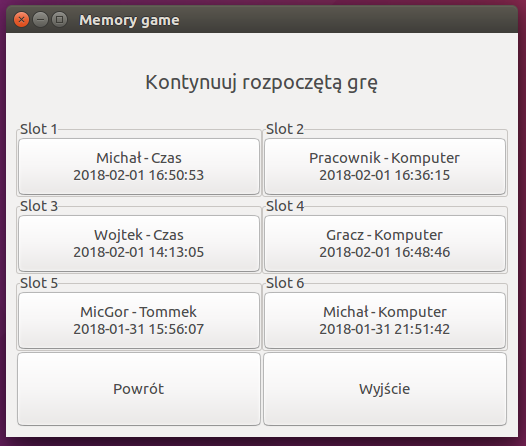 Memory game
Kontynuuj rozpoczętą grę
Slot 1
Michał - Czas
2018-02-01 16:50:53
Slot 2
Pracownik - Komputer
2018-02-01 16:36:15
Slot 3
Wojtek - Czas
2018-02-01 14:13:05
Slot 4
Gracz - Komputer
2018-02-01 16:48:46
Slot 5
MicGor - Tommek
2018-01-31 15:56:07
Slot 6
Michał - Komputer
2018-01-31 21:51:42
Powrót
Wyjście